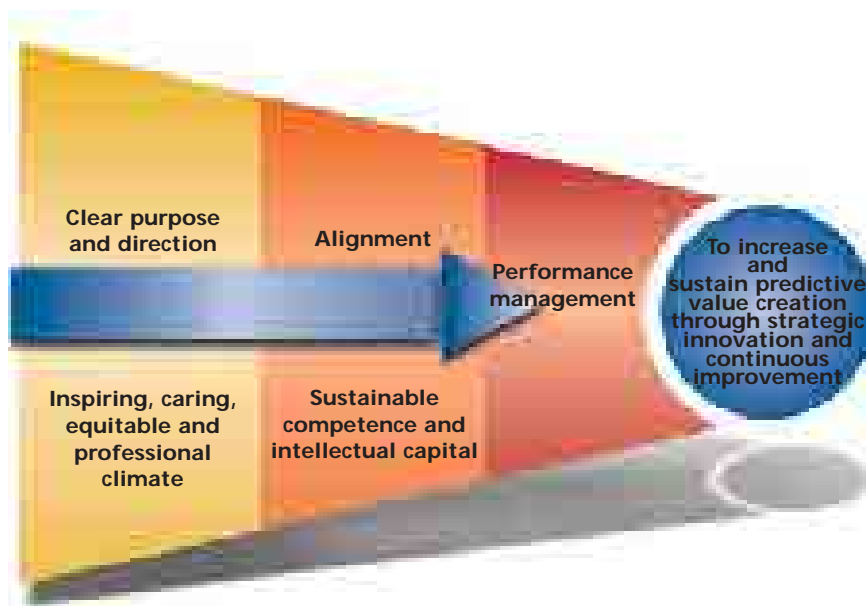 Clear purpose
and direction
Alignment
Performance
management
Inspiring, caring,
equitable and
professional
climate
Sustainable
competence and
intellectual capital
To increase
and
sustain predictive
value creation
through strategic
innovation and
continuous
improvement